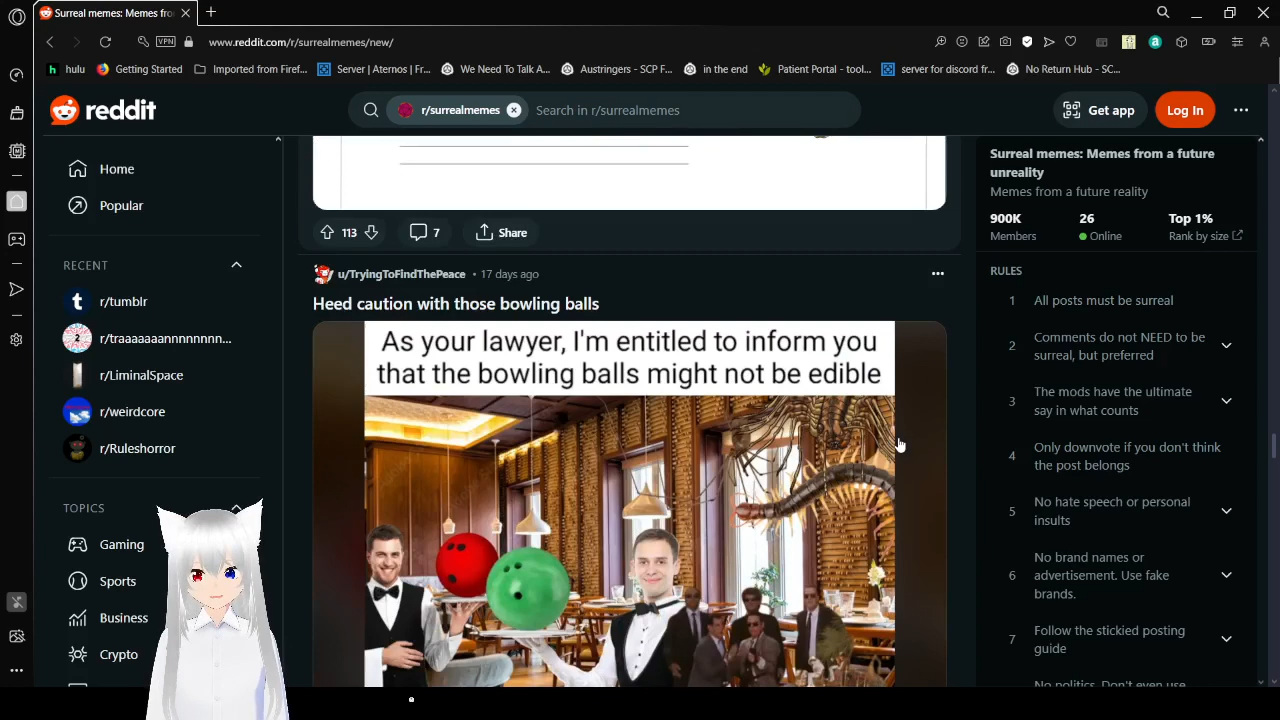 Surreal memes: Memes fro
VPN
www.reddit.com/r/surrealmemes/new/
h hulu
Getting Started
Imported from Firef...
Server | Aternos | Fr...
We Need To Talk A...
Austringers - SCP F...
in the end
Patient Portal - tool...
server for discord fr...
No Return Hub - SC...
reddit
r/surrealmemes
Search in r/surrealmemes
Get app
Log In
Home
Popular
RECENT
r/tumblr
r/traaaaaaannnnnnnn...
r/LiminalSpace
r/weirdcore
r/Ruleshorror
TOPICS
Gaming
Sports
Business
Crypto
113
7
Share
u/TryingToFindThePeace • 17 days ago
Heed caution with those bowling balls
As your lawyer, I'm entitled to inform you
that the bowling balls might not be edible
Surreal memes: Memes from a future
unreality
Memes from a future reality
900K
Members
26
Online
Top 1%
Rank by size
RULES
1 All posts must be surreal
2 Comments do not NEED to be
surreal, but preferred
3 The mods have the ultimate
say in what counts
4 Only downvote if you don't think
the post belongs
5 No hate speech or personal
insults
6 No brand names or
advertisement. Use fake
brands.
7 Follow the stickied posting
guide
No politics. Don't even use